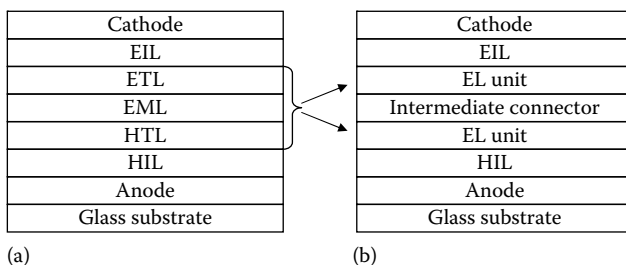 Cathode
EIL
ETL
EML
HTL
HIL
Anode
Glass substrate
(a)
Cathode
EIL
EL unit
Intermediate connector
EL unit
HIL
Anode
Glass substrate
(b)